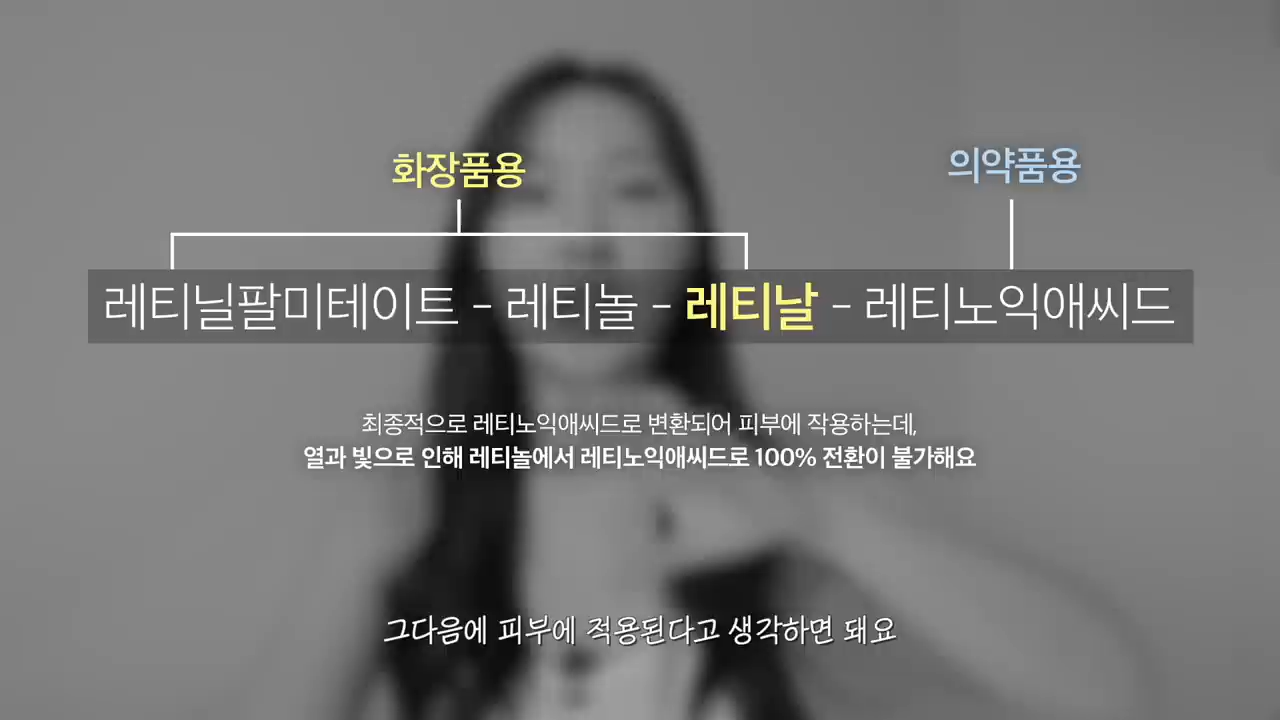 화장품용
의약품용
레티닐팔미테이트 - 레티놀 - 레티날 - 레티노익애씨드
최종적으로 레티노익애씨드로 변환되어 피부에 작용하는데,
열과 빛으로 인해 레티놀에서 레티노익애씨드로 100% 전환이 불가해요
그다음에 피부에 적용된다고 생각하면 돼요